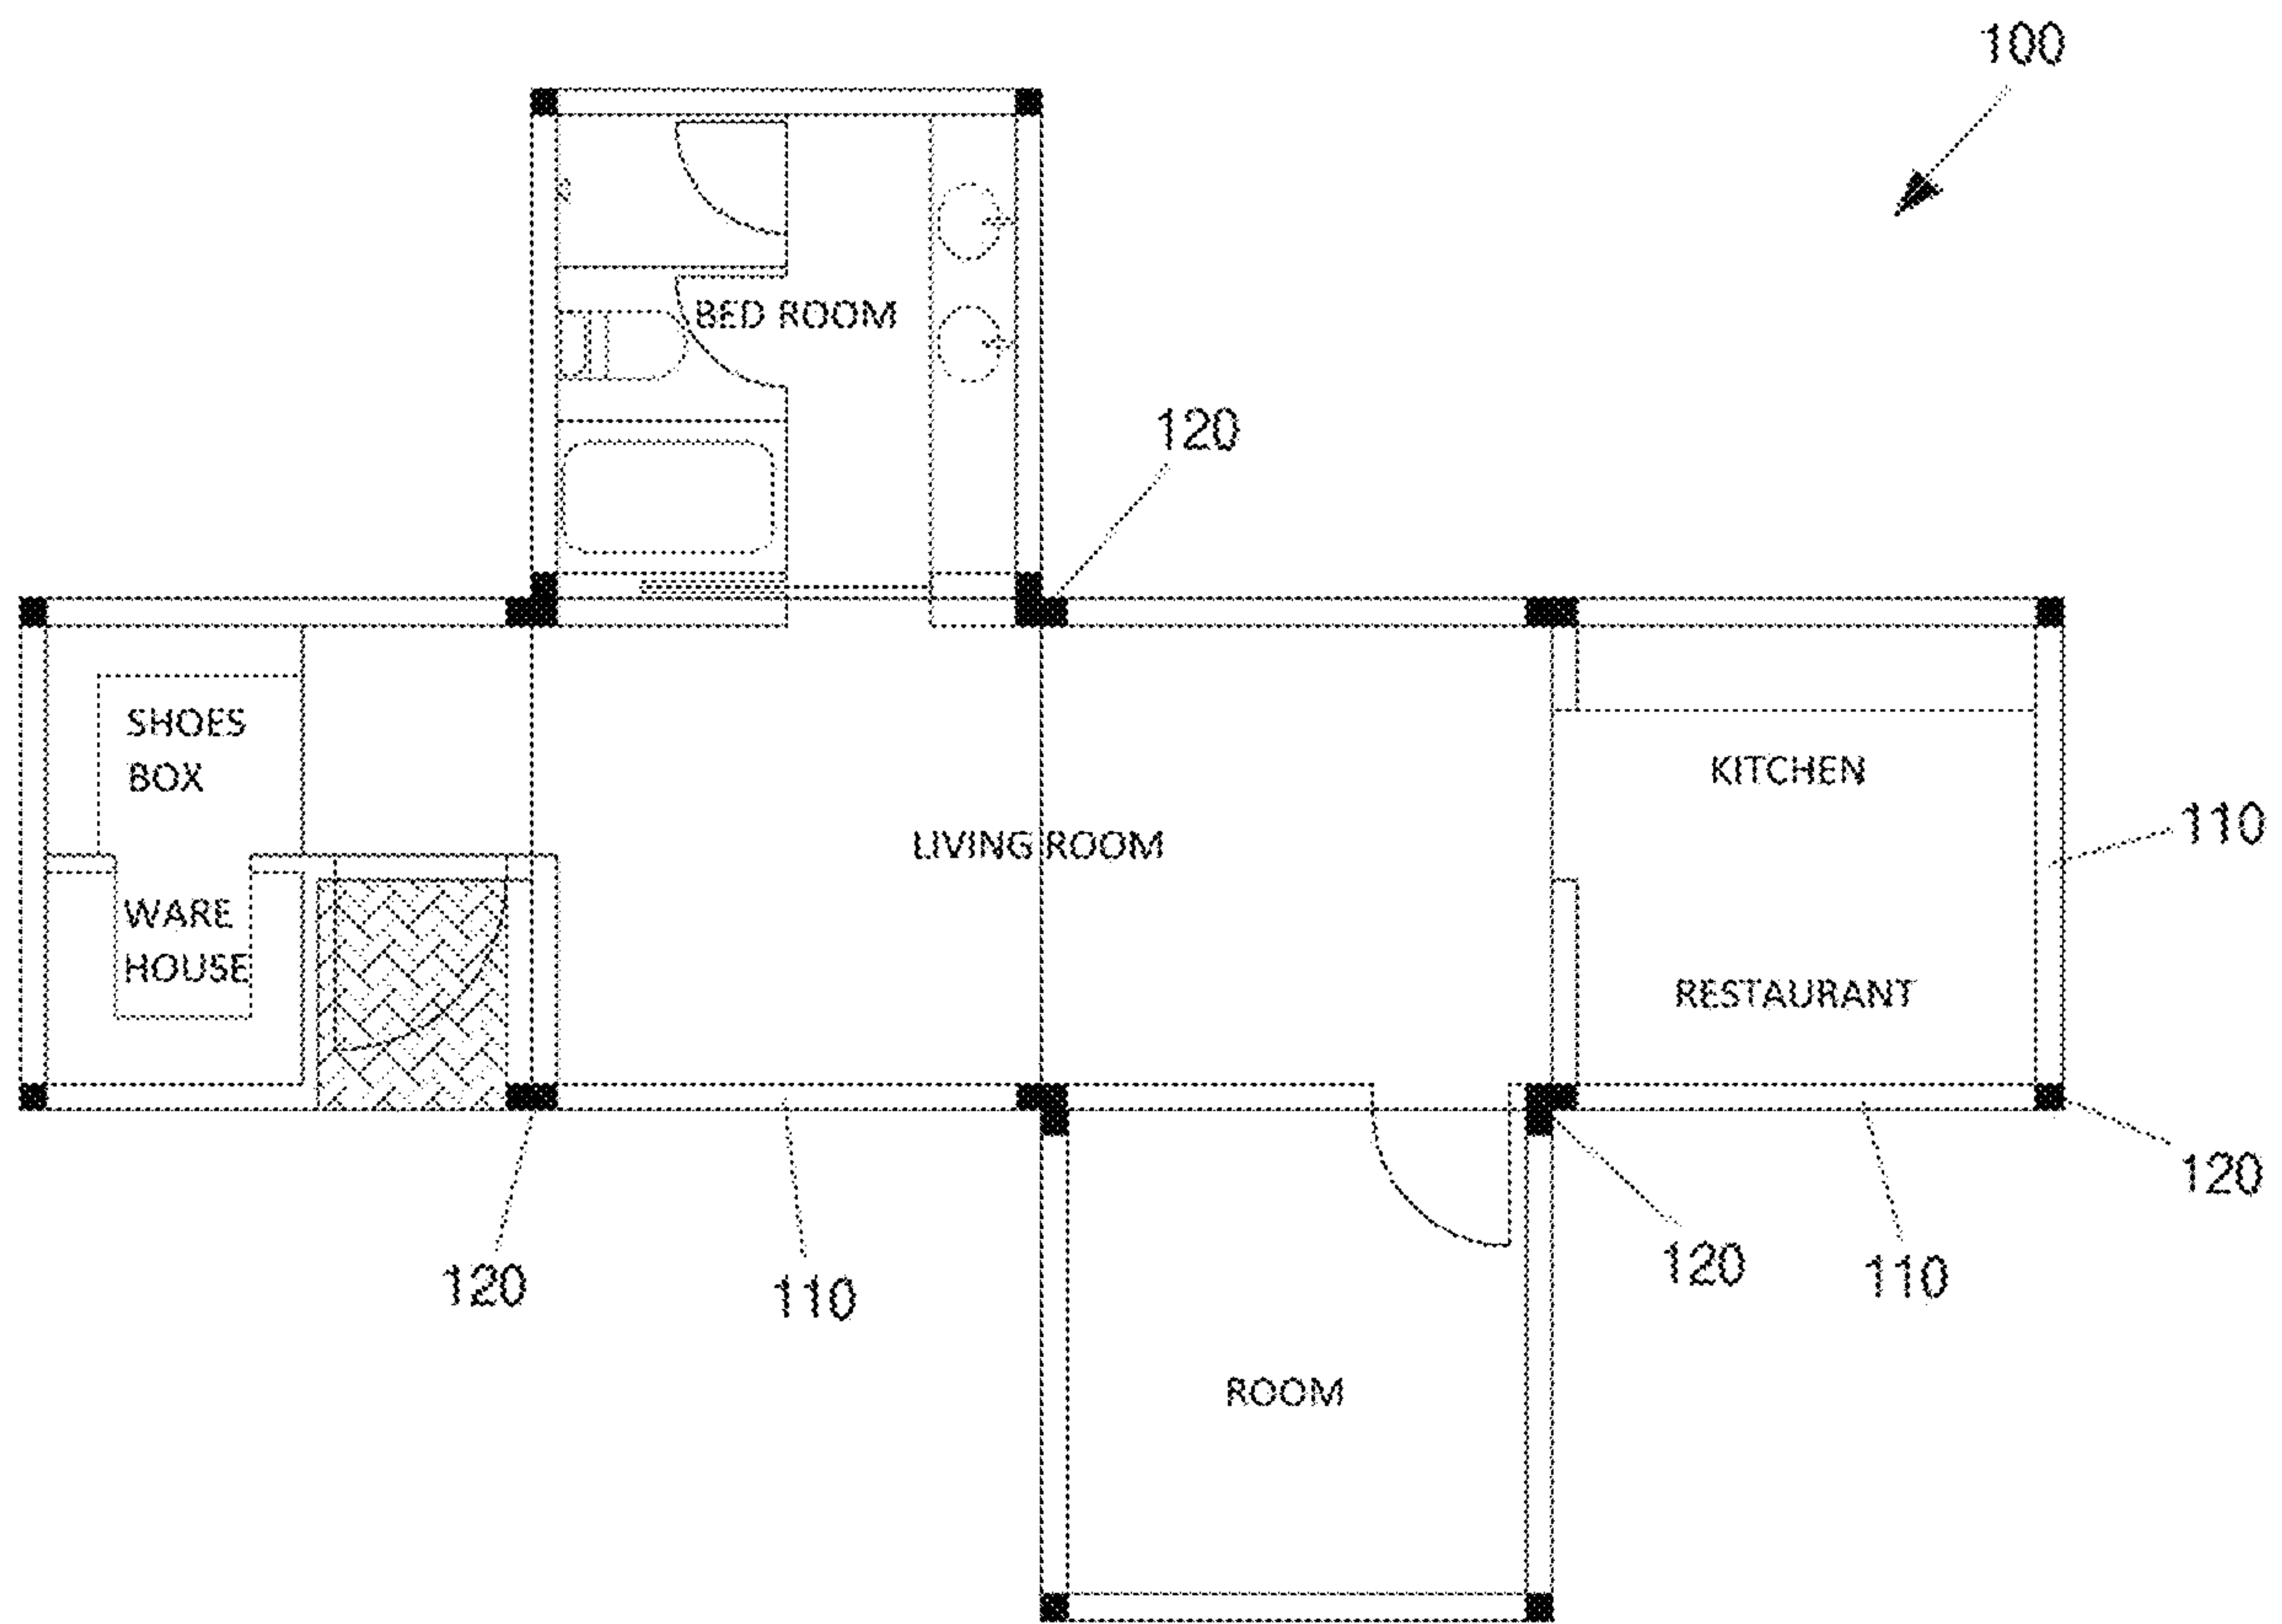 100
BED ROOM
120
SHOES
BOX
KITCHEN
110
LIVING ROOM
WARE
HOUSE
RESTAURANT
120
120
110
120
110
ROOM